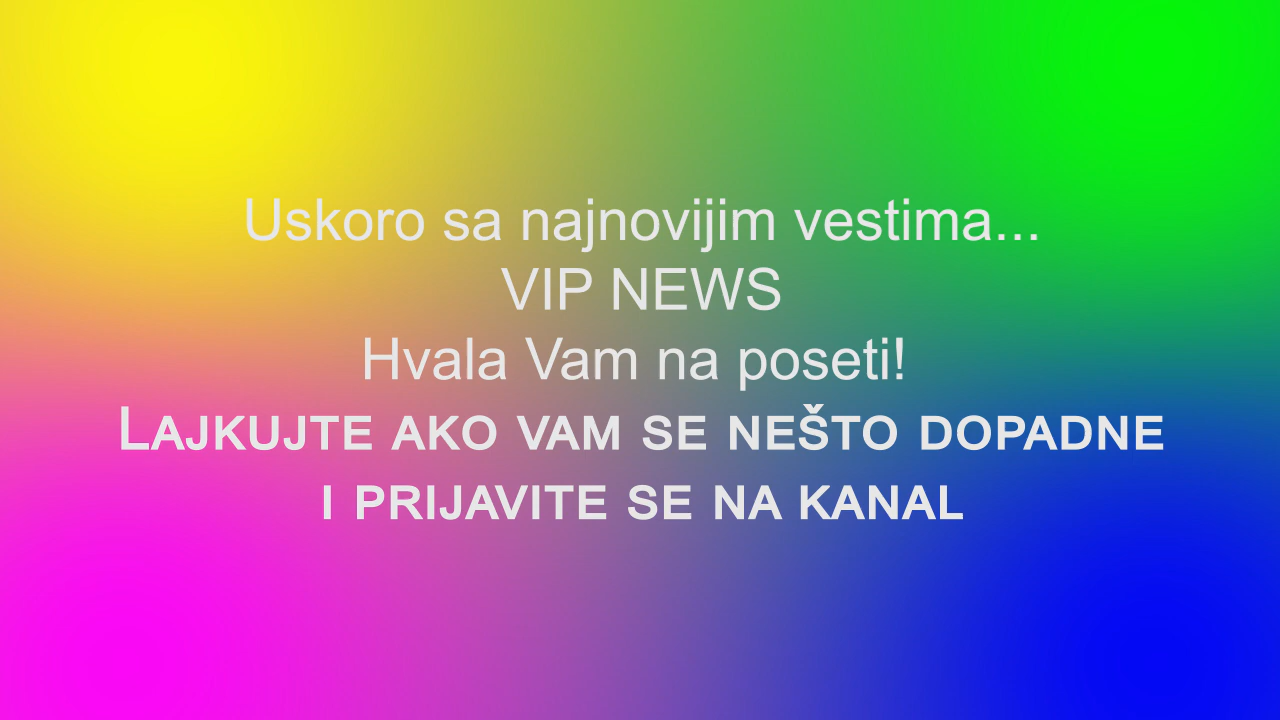 Uskoro sa najnovijim vestima...
VIP NEWS
Hvala Vam na poseti!
LAJKUJTE AKO VAM SE NEŠTO DOPADNE
I PRIJAVITE SE NA KANAL